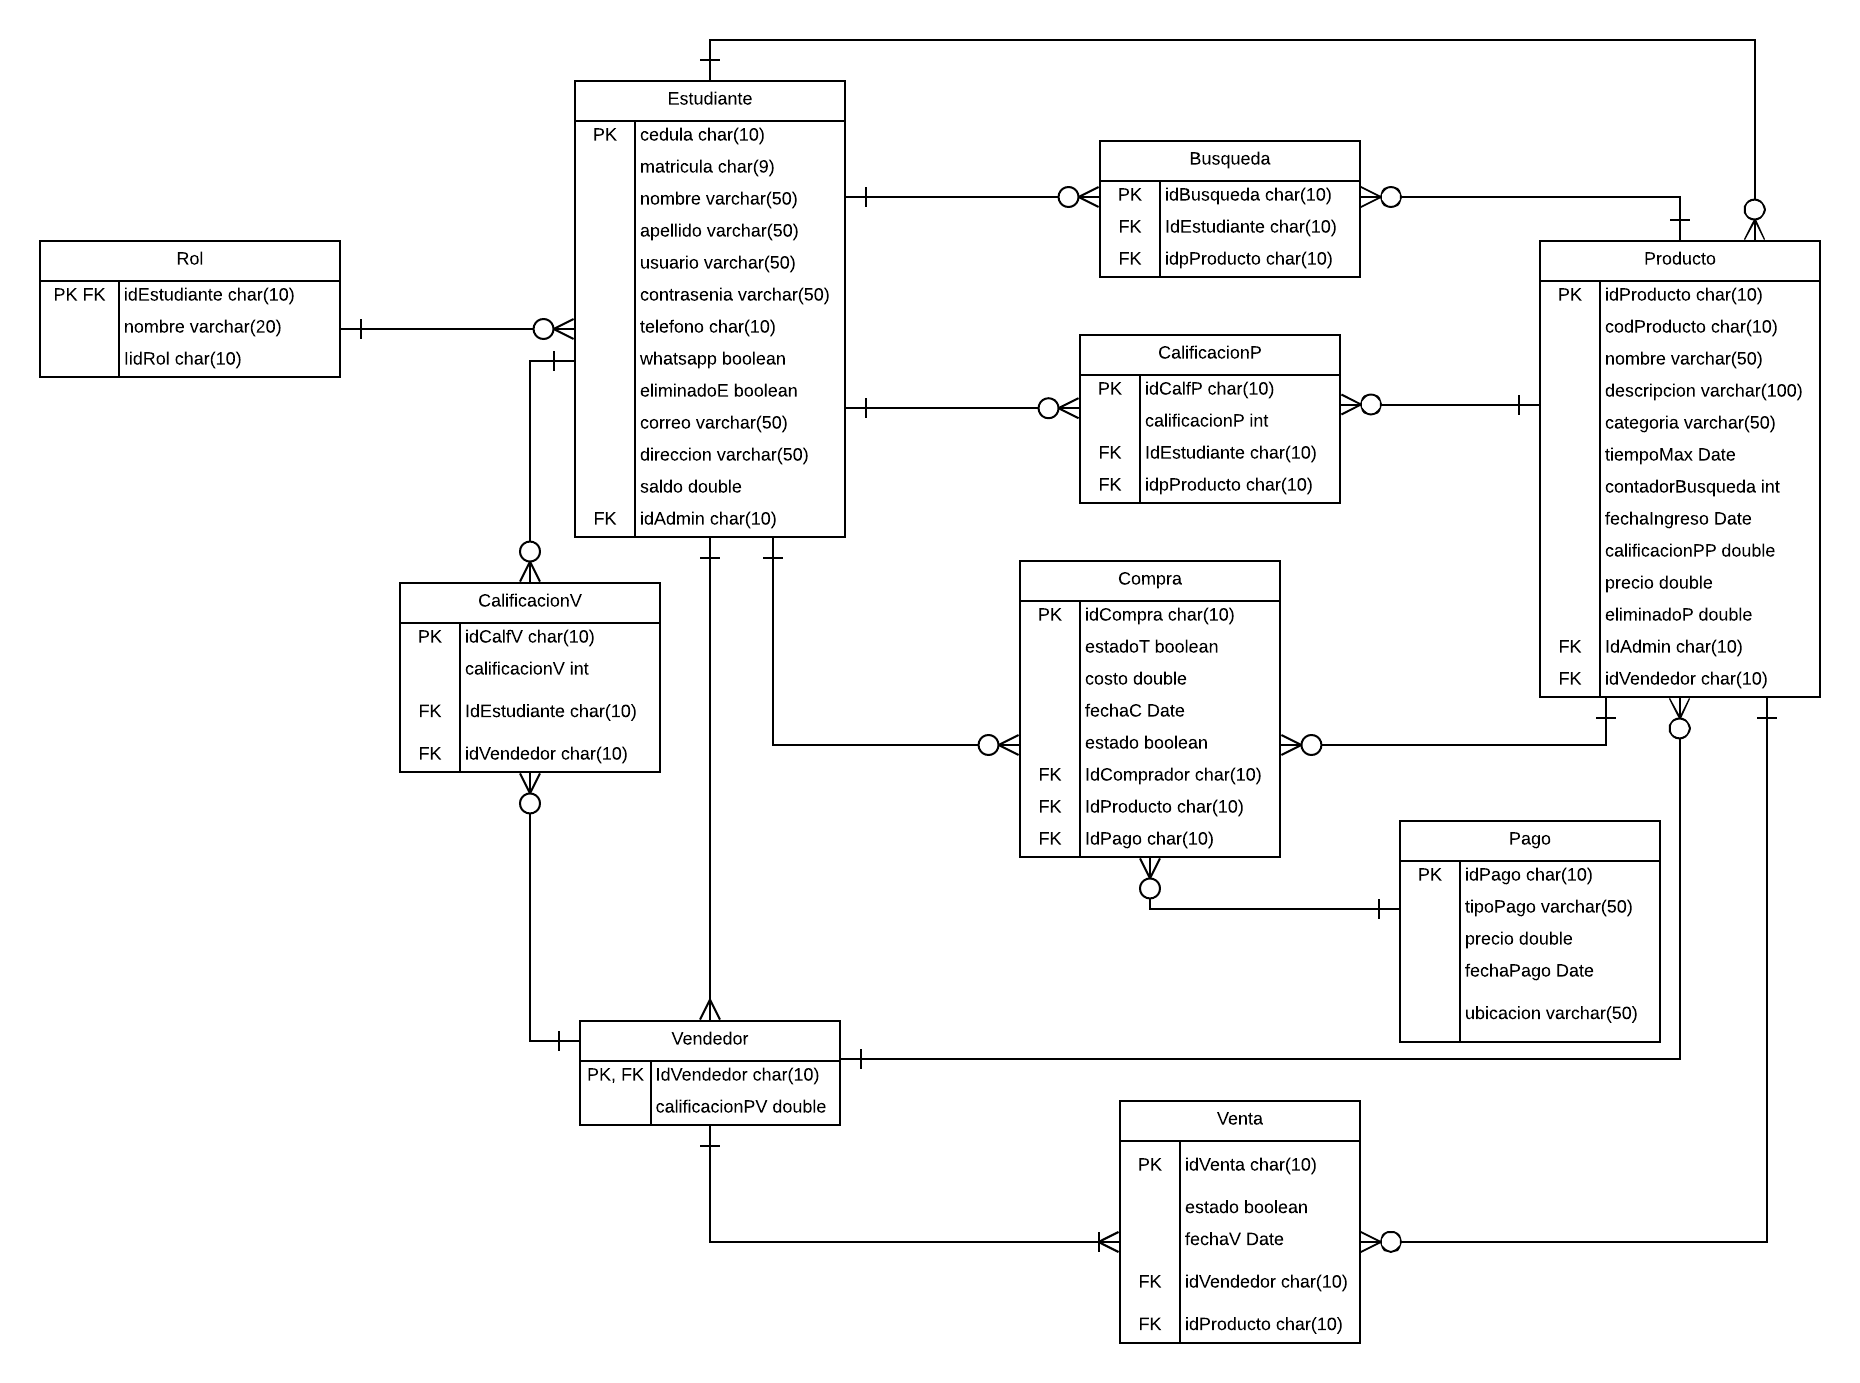 Estudiante
PK cedula char(10)
matricula char(9)
nombre varchar(50)
apellido varchar(50)
usuario varchar(50)
contrasenia varchar(50)
telefono char(10)
whatsapp boolean
eliminadoE boolean
correo varchar(50)
direccion varchar(50)
saldo double
FK idAdmin char(10)
Busqueda
PK idBusqueda char(10)
FK IdEstudiante char(10)
FK idpProducto char(10)
Rol
PK FK idEstudiante char(10)
nombre varchar(20)
IidRol char(10)
Producto
PK idProducto char(10)
codProducto char(10)
nombre varchar(50)
descripcion varchar(100)
categoria varchar(50)
tiempoMax Date
contadorBusqueda int
fechaIngreso Date
calificacionPP double
precio double
eliminadoP double
FK IdAdmin char(10)
FK idVendedor char(10)
CalificacionP
PK idCalfP char(10)
calificacionP int
FK IdEstudiante char(10)
FK idpProducto char(10)
CalificacionV
PK idCalfV char(10)
calificacionV int
FK IdEstudiante char(10)
FK idVendedor char(10)
Compra
PK idCompra char(10)
estadoT boolean
costo double
fechaC Date
estado boolean
FK IdComprador char(10)
FK IdProducto char(10)
FK IdPago char(10)
Pago
PK idPago char(10)
tipoPago varchar(50)
precio double
fechaPago Date
ubicacion varchar(50)
Vendedor
PK, FK IdVendedor char(10)
calificacionPV double
Venta
PK idVenta char(10)
estado boolean
fechaV Date
FK idVendedor char(10)
FK idProducto char(10)